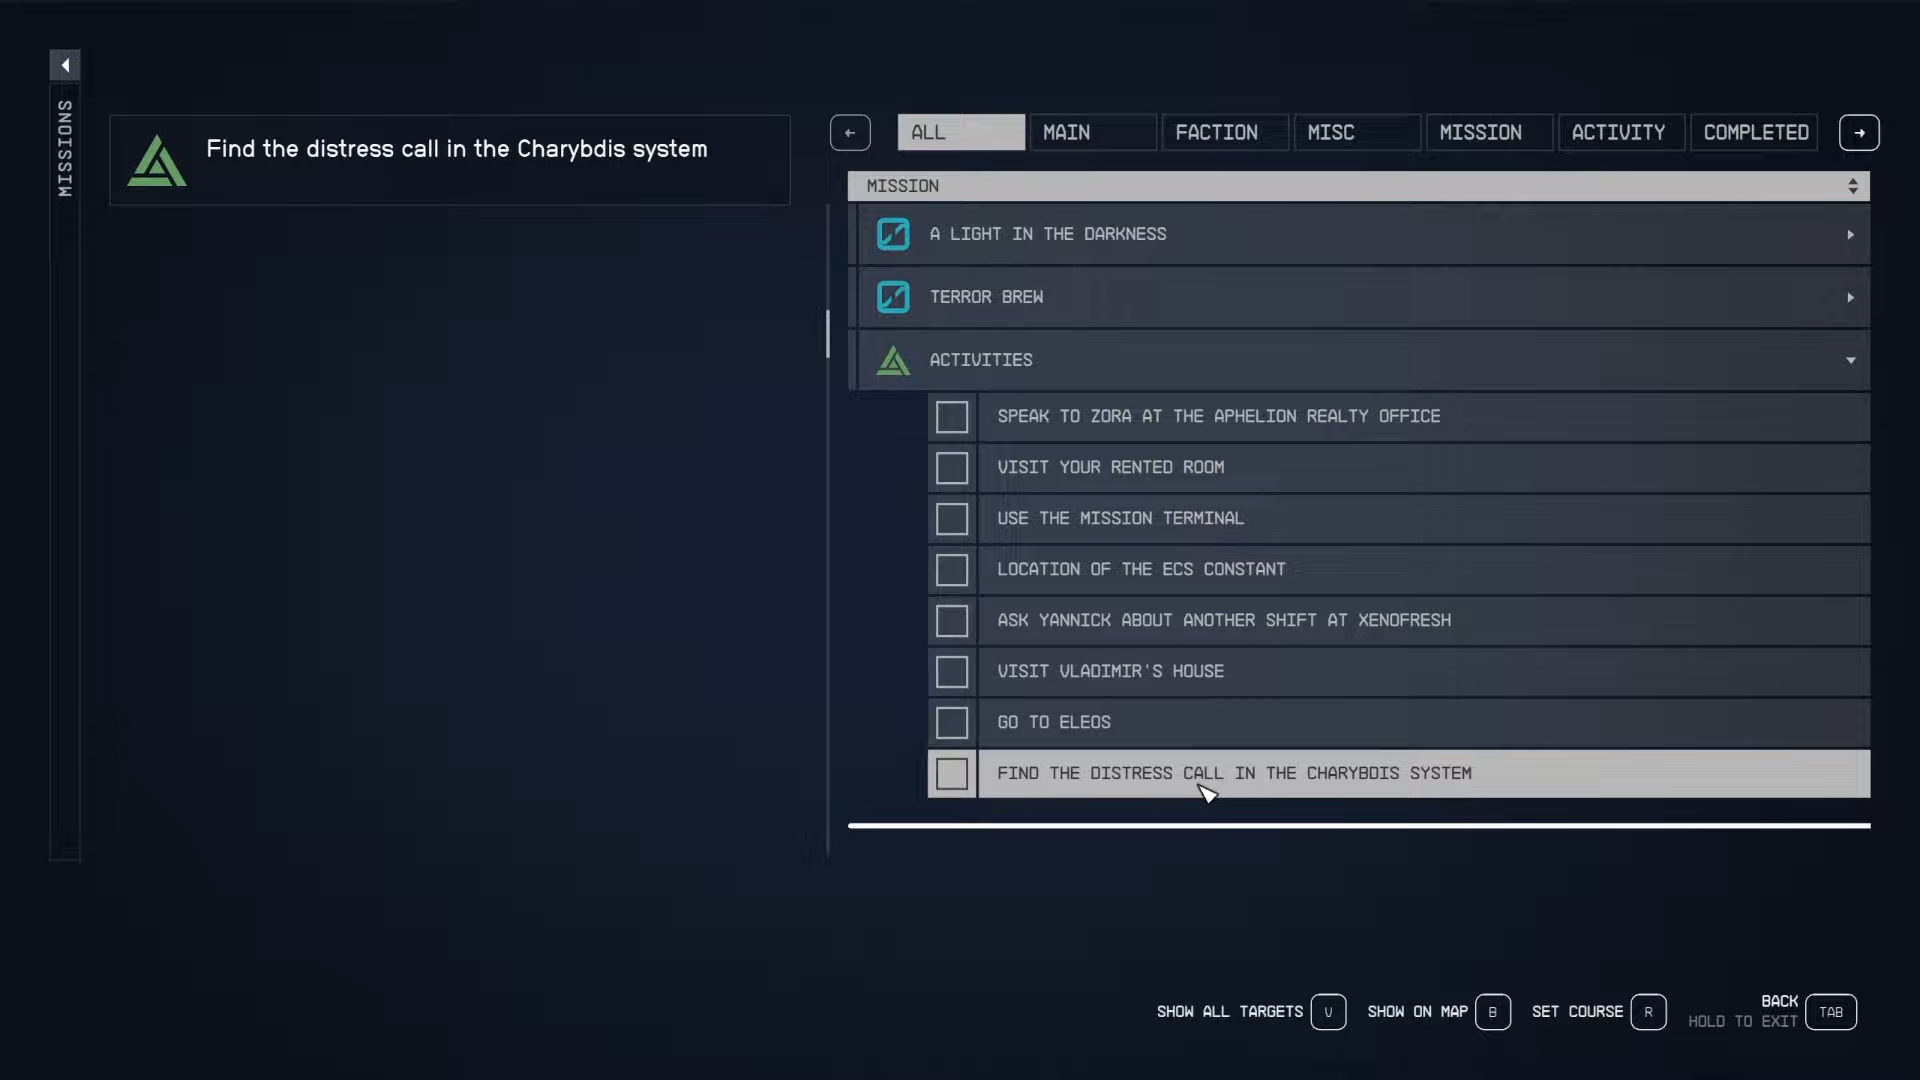 MISSIONS
Find the distress call in the Charybdis system
ALL MAIN FACTION MISC MISSION ACTIVITY COMPLETED
MISSION
A LIGHT IN THE DARKNESS
TERROR BREW
ACTIVITIES
SPEAK TO ZORA AT THE APHELION REALTY OFFICE
VISIT YOUR RENTED ROOM
USE THE MISSION TERMINAL
LOCATION OF THE ECS CONSTANT
ASK YANNICK ABOUT ANOTHER SHIFT AT XENOFRESH
VISIT VLADIMIR'S HOUSE
GO TO ELEOS
FIND THE DISTRESS CALL IN THE CHARYBDIS SYSTEM
SHOW ALL TARGETS V SHOW ON MAP B SET COURSE R BACK TAB
HOLD TO EXIT